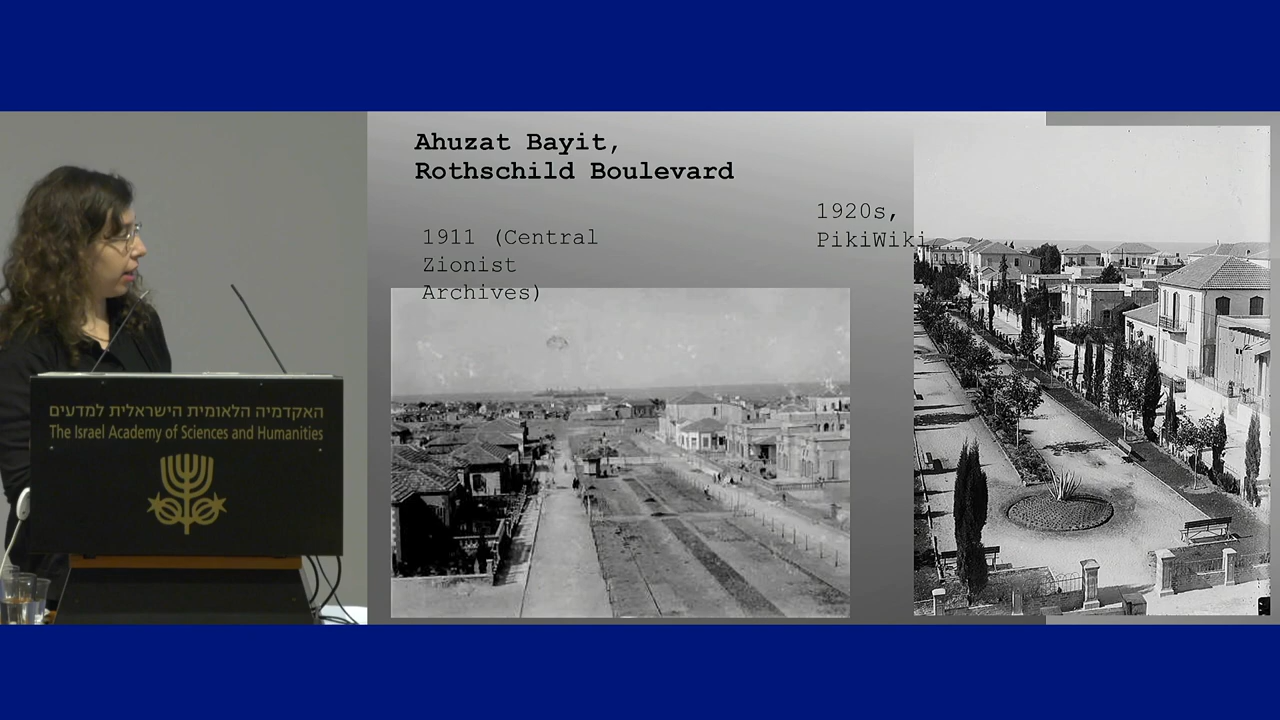 Ahuzat Bayit,
Rothschild Boulevard
1920s,
PikiWiki
1911 (Central
Zionist
Archives)
האקדמיה הלאומית הישראלית למדעים
The Israel Academy of Sciences and Humanities